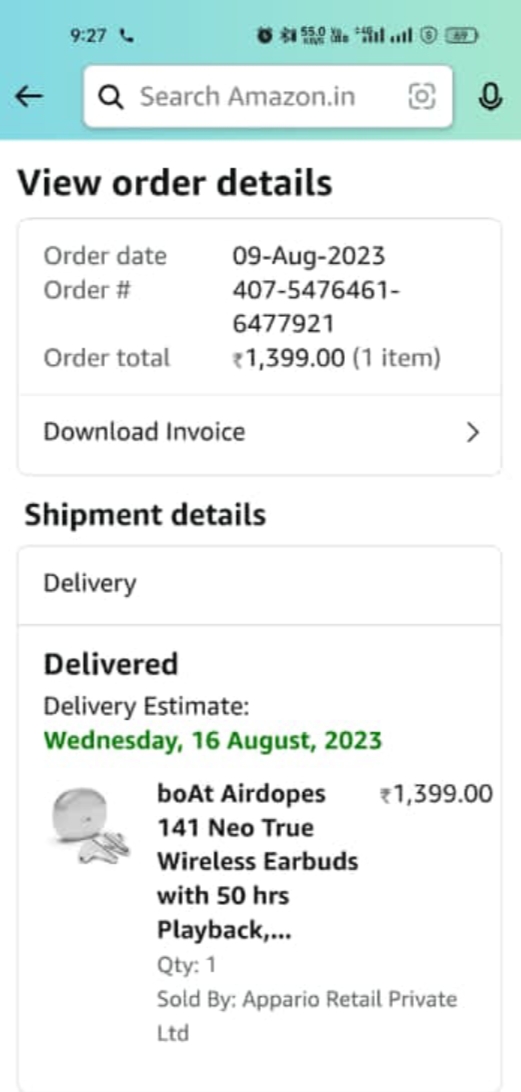 9:27
55.0
69
Search Amazon.in
View order details
Order date 09-Aug-2023
Order # 407-5476461-
6477921
Order total ₹1,399.00 (1 item)
Download Invoice
Shipment details
Delivery
Delivered
Delivery Estimate:
Wednesday, 16 August, 2023
boAt Airdopes ₹1,399.00
141 Neo True
Wireless Earbuds
with 50 hrs
Playback,...
Qty: 1
Sold By: Appario Retail Private
Ltd